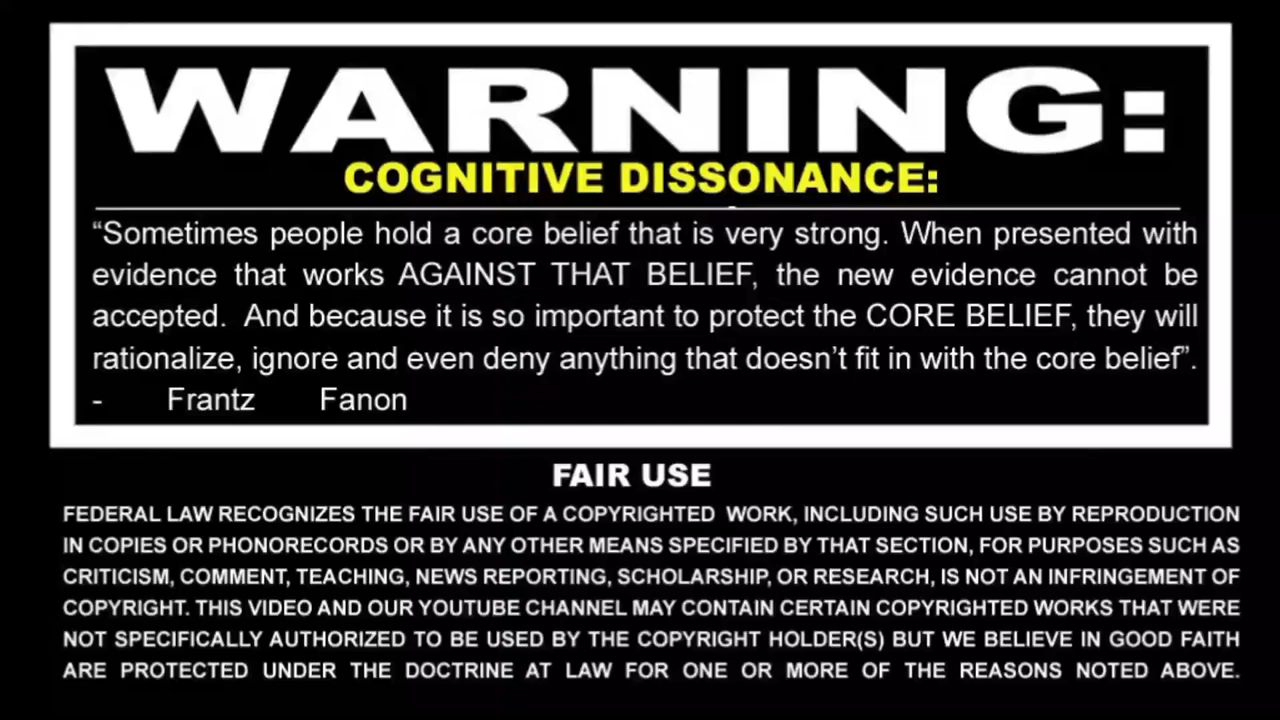 WARNING:
COGNITIVE DISSONANCE:
“Sometimes people hold a core belief that is very strong. When presented with
evidence that works AGAINST THAT BELIEF, the new evidence cannot be
accepted. And because it is so important to protect the CORE BELIEF, they will
rationalize, ignore and even deny anything that doesn’t fit in with the core belief”.
- Frantz Fanon
FAIR USE
FEDERAL LAW RECOGNIZES THE FAIR USE OF A COPYRIGHTED WORK, INCLUDING SUCH USE BY REPRODUCTION
IN COPIES OR PHONORECORDS OR BY ANY OTHER MEANS SPECIFIED BY THAT SECTION, FOR PURPOSES SUCH AS
CRITICISM, COMMENT, TEACHING, NEWS REPORTING, SCHOLARSHIP, OR RESEARCH, IS NOT AN INFRINGEMENT OF
COPYRIGHT. THIS VIDEO AND OUR YOUTUBE CHANNEL MAY CONTAIN CERTAIN COPYRIGHTED WORKS THAT WERE
NOT SPECIFICALLY AUTHORIZED TO BE USED BY THE COPYRIGHT HOLDER(S) BUT WE BELIEVE IN GOOD FAITH
ARE PROTECTED UNDER THE DOCTRINE AT LAW FOR ONE OR MORE OF THE REASONS NOTED ABOVE.